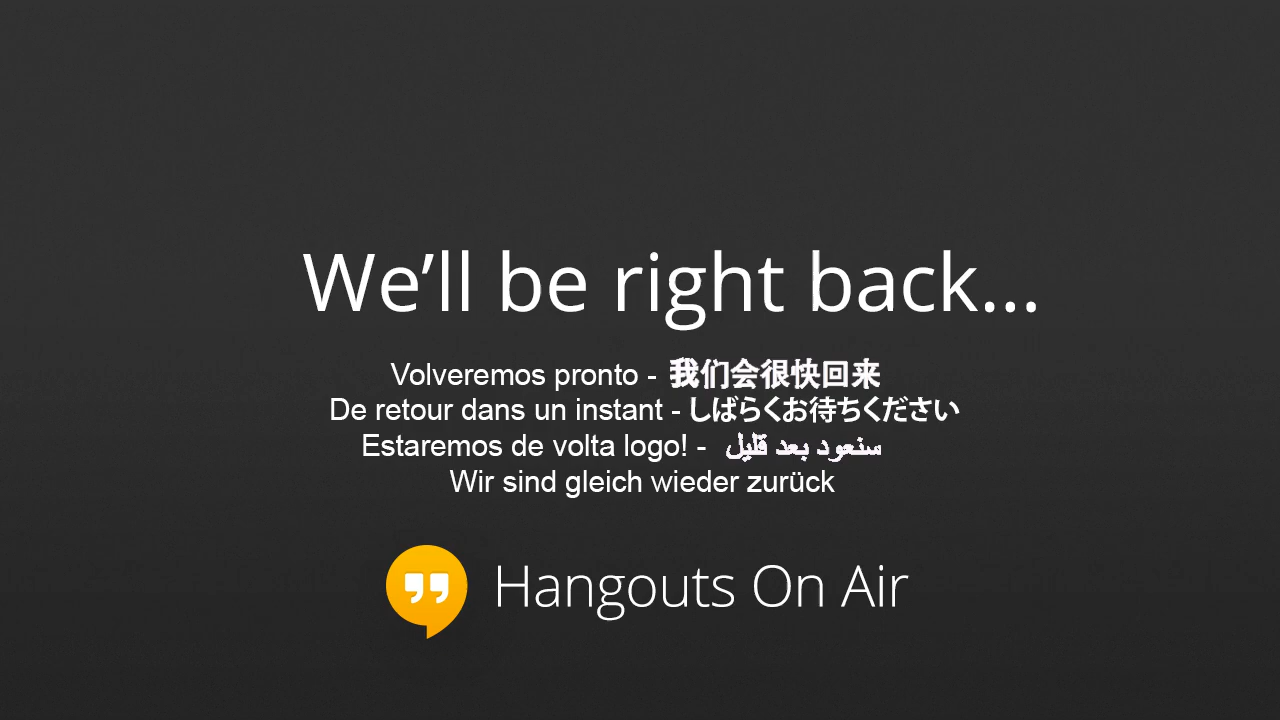 We’ll be right back...
Volveremos pronto - 我们会很快回来
De retour dans un instant - しばらくお待ちください
Estaremos de volta logo! - سنعود بعد قليل
Wir sind gleich wieder zurück
Hangouts On Air